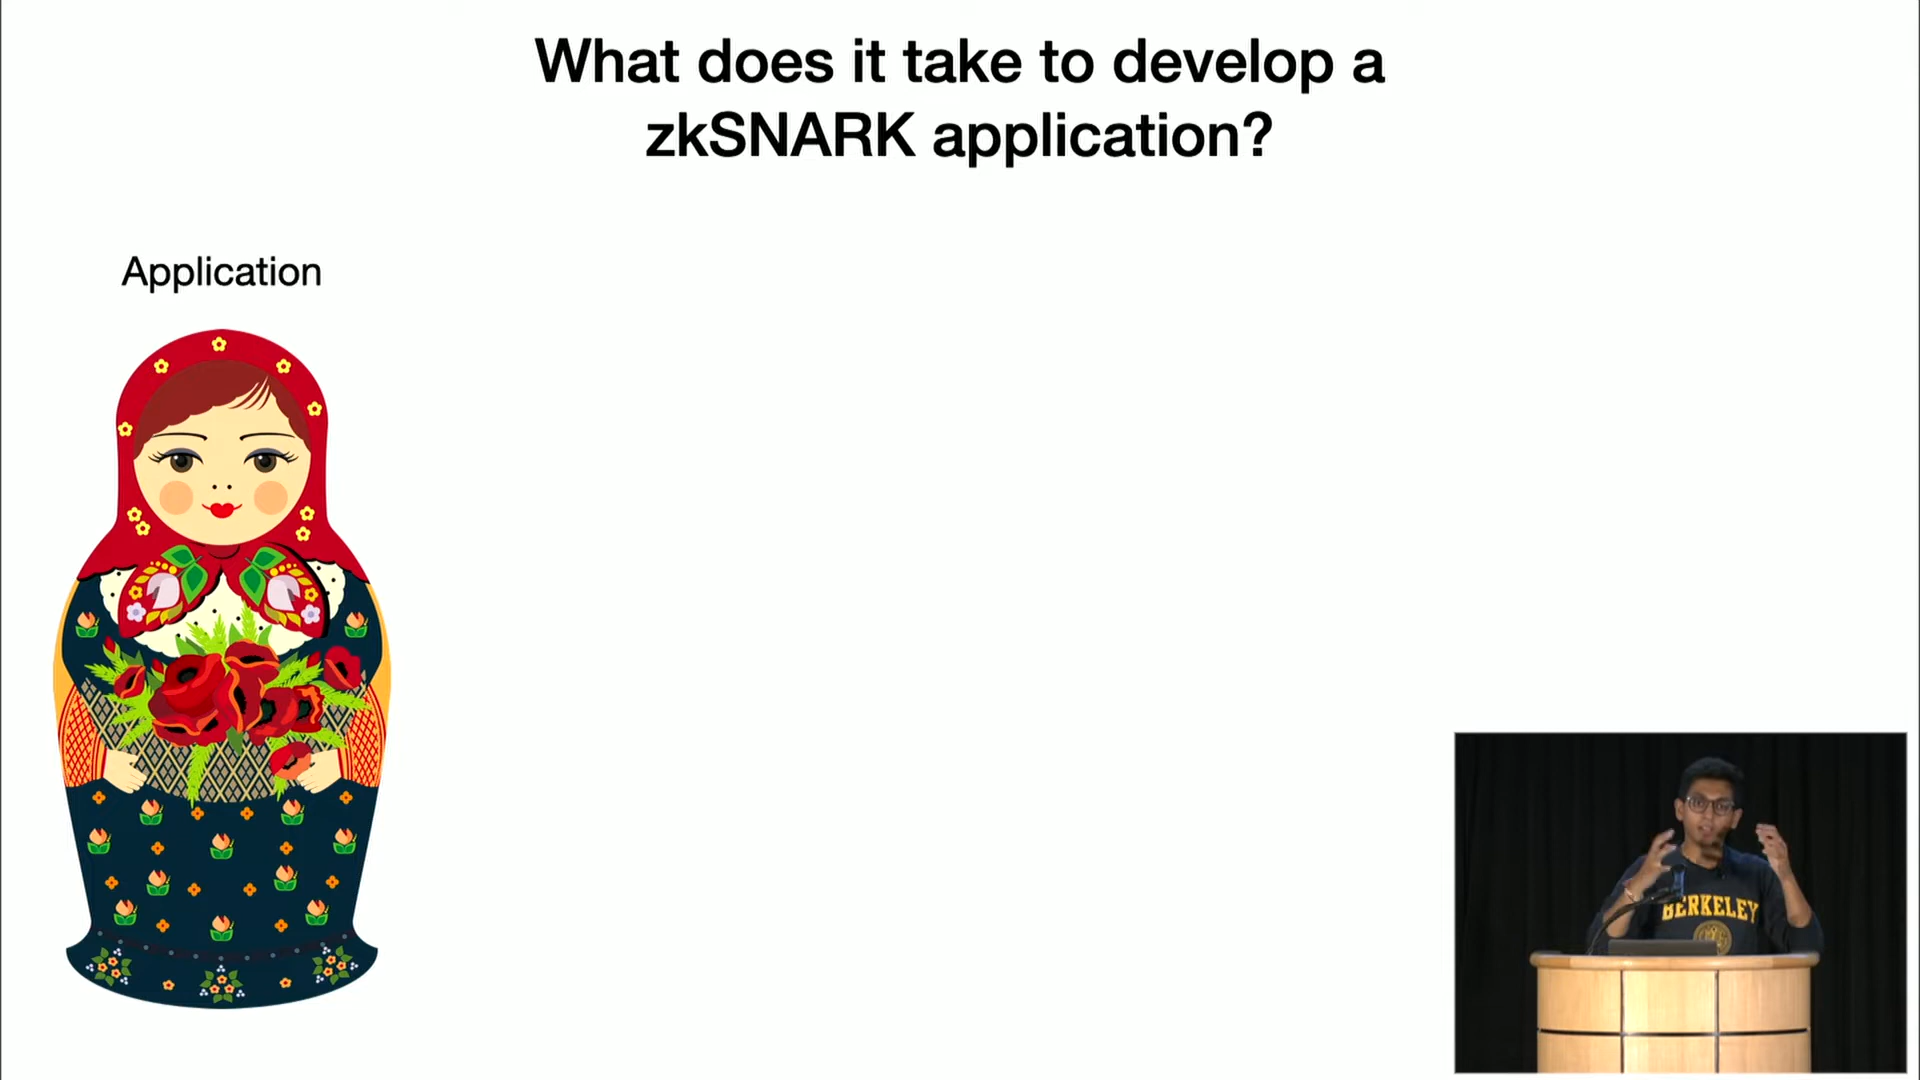 What does it take to develop a
zkSNARK application?
Application
BERKELEY